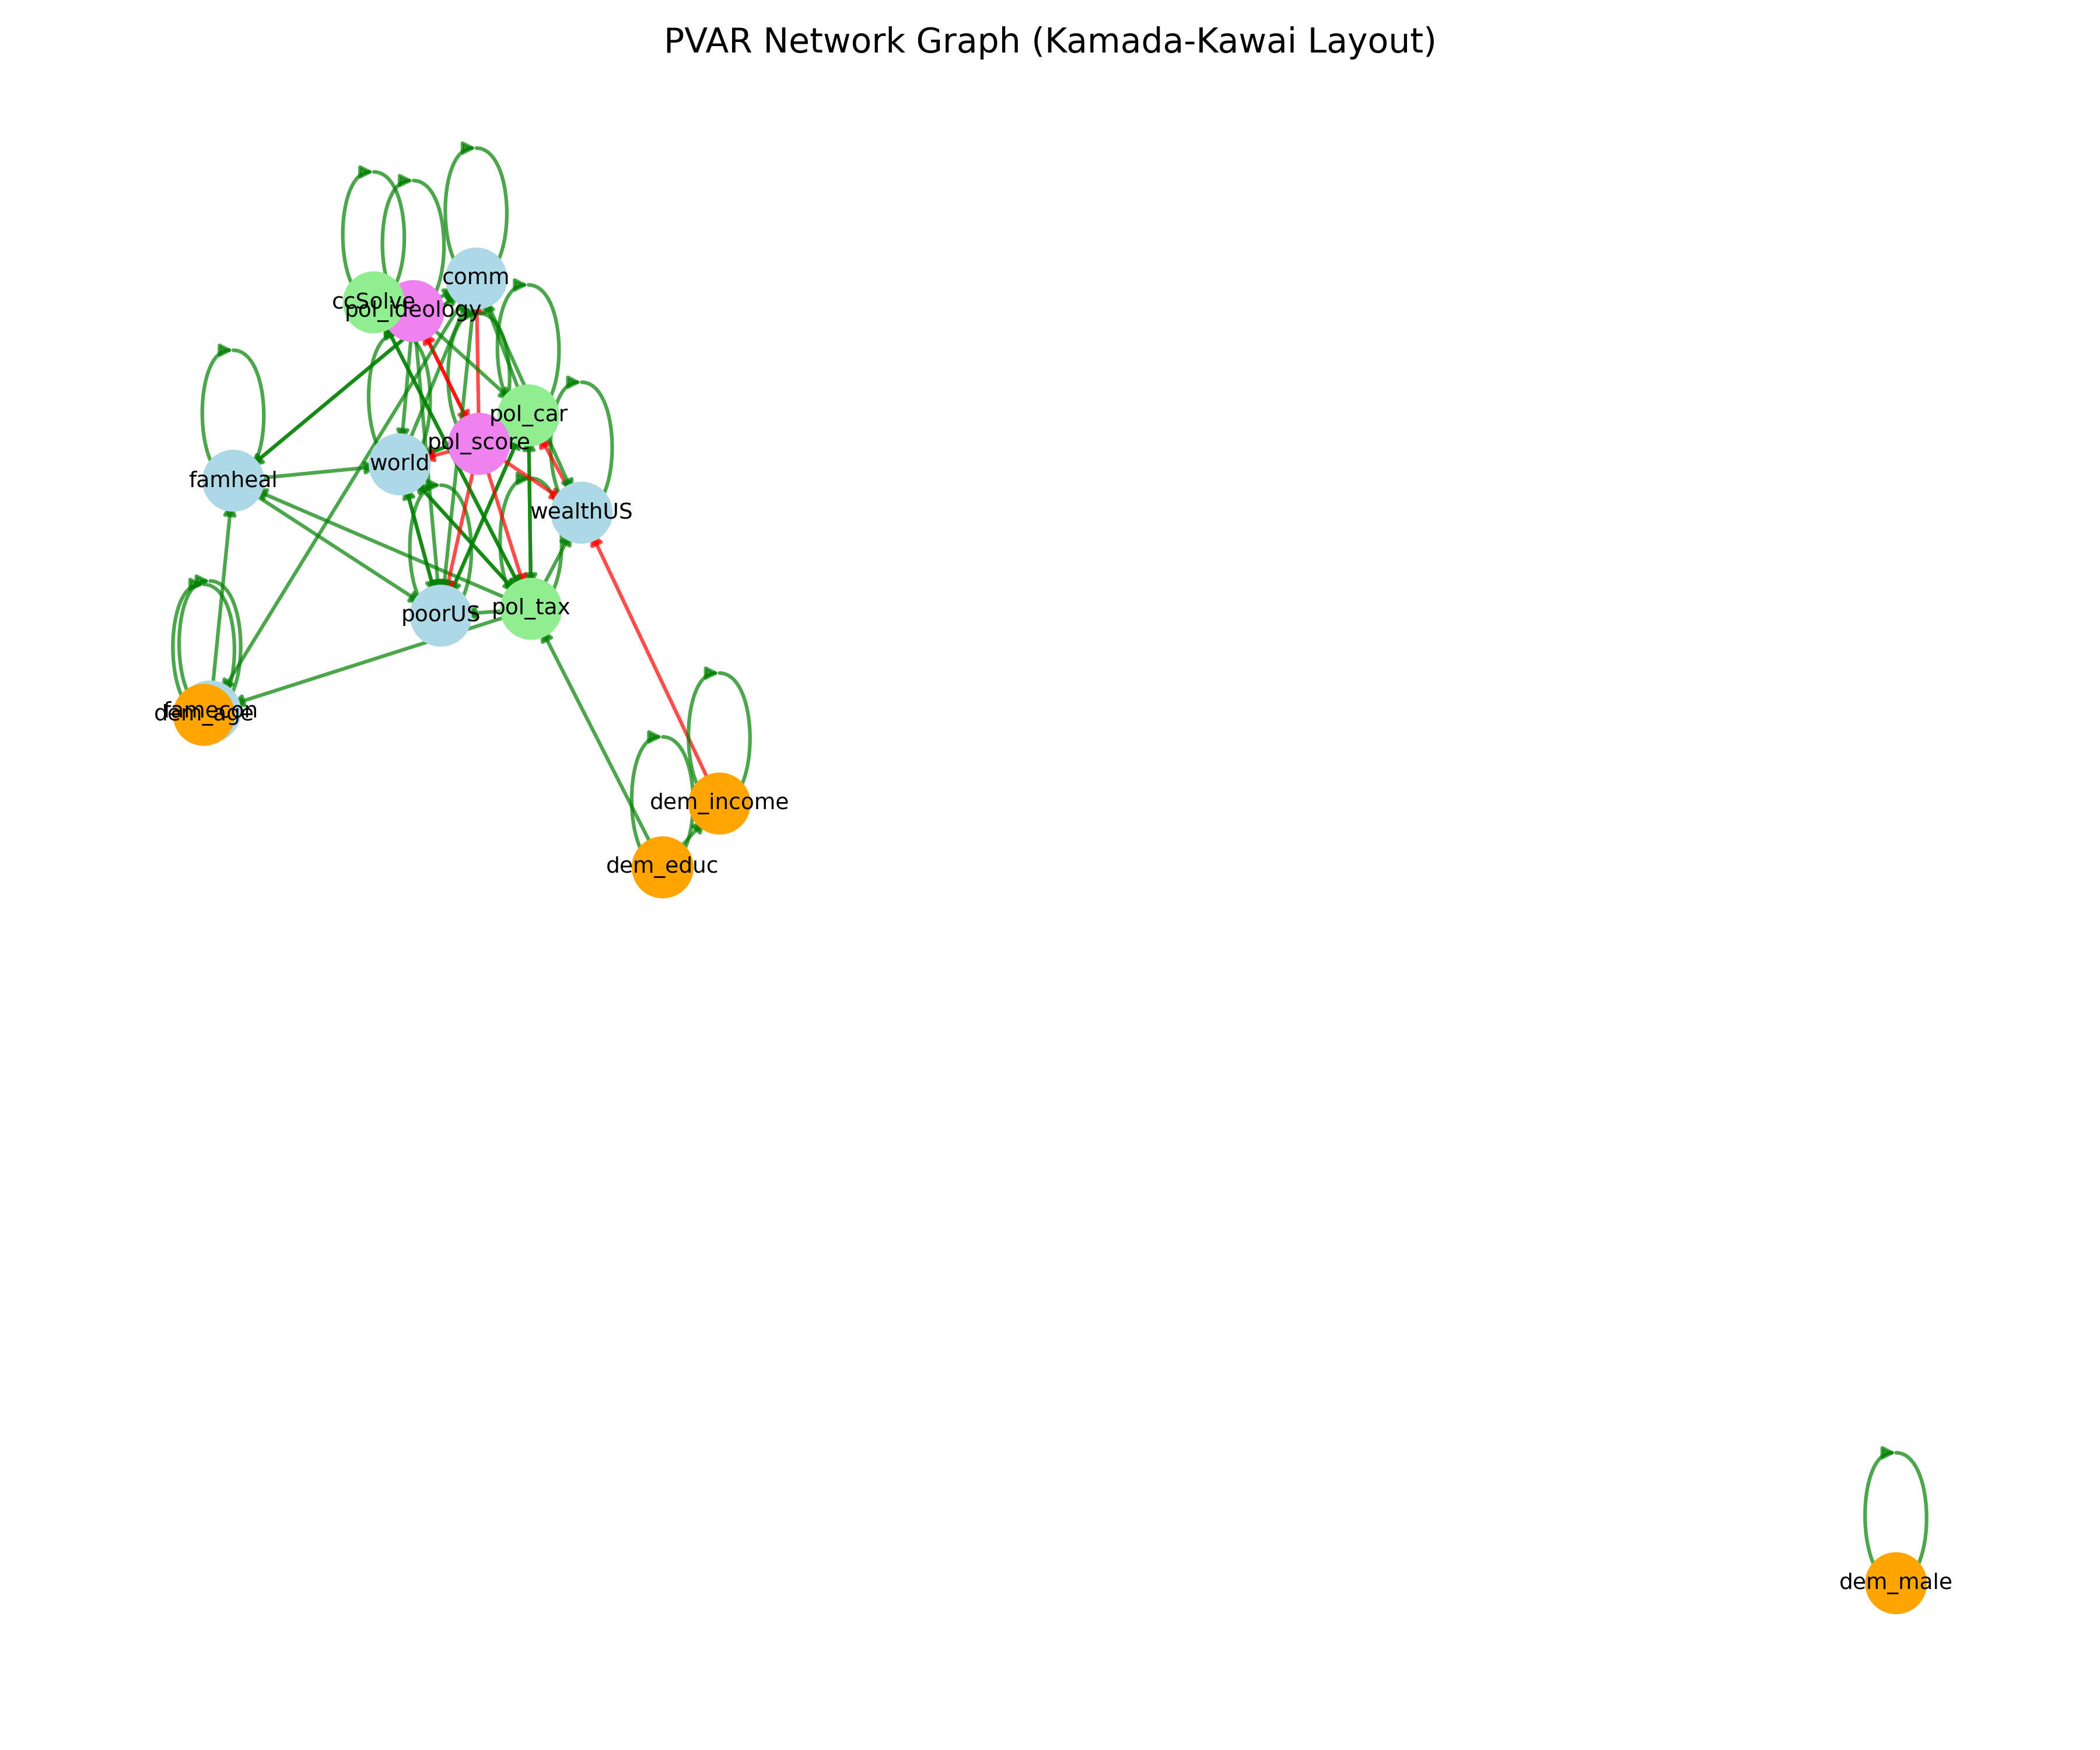 PVAR Network Graph (Kamada-Kawai Layout)
comm
ccSolve
pol_ideology
pol_car
pol_score
world
famheal
wealthUS
pol_tax
poorUS
famecon
dem_age
dem_income
dem_educ
dem_male